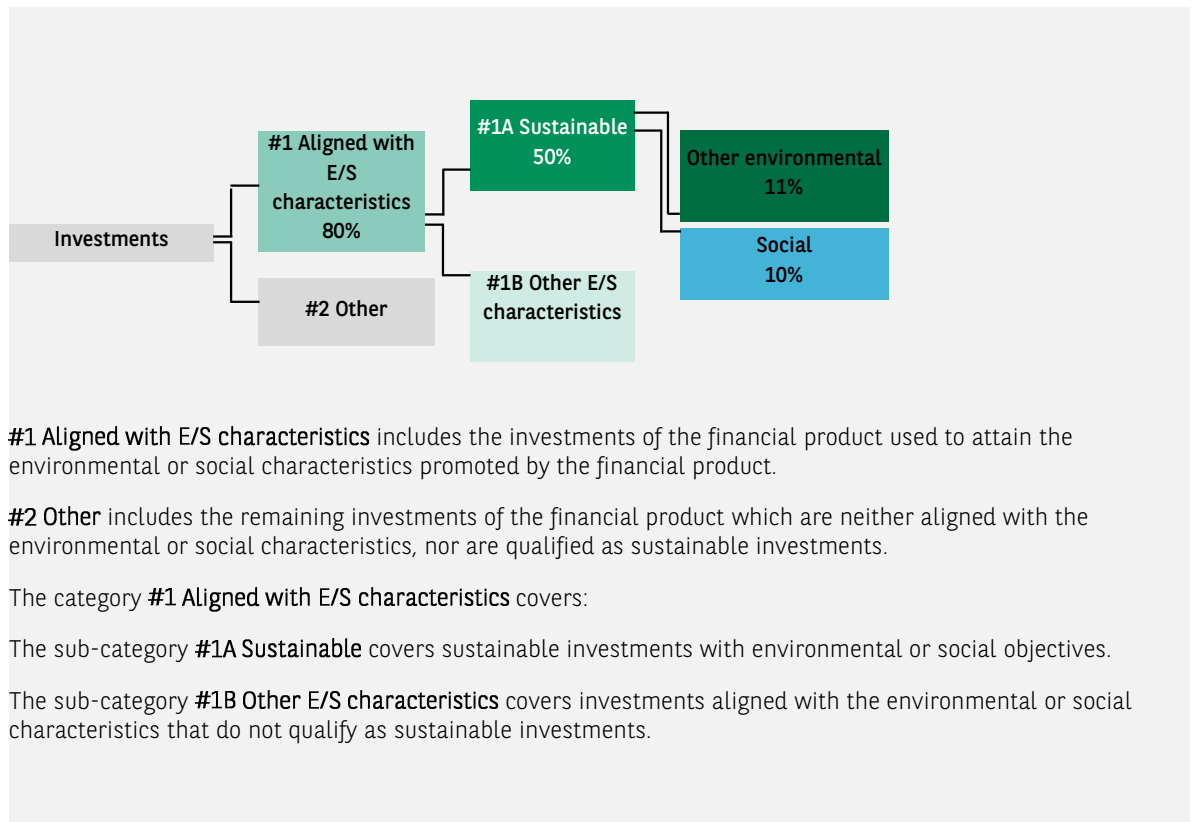 #1A Sustainable
50%
#1 Aligned with
E/S
characteristics
80%
Other environmental
11%
Investments
Social
10%
#1B Other E/S
characteristics
#2 Other
#1 Aligned with E/S characteristics includes the investments of the financial product used to attain the
environmental or social characteristics promoted by the financial product.
#2 Other includes the remaining investments of the financial product which are neither aligned with the
environmental or social characteristics, nor are qualified as sustainable investments.
The category #1 Aligned with E/S characteristics covers:
The sub-category #1A Sustainable covers sustainable investments with environmental or social objectives.
The sub-category #1B Other E/S characteristics covers investments aligned with the environmental or social
characteristics that do not qualify as sustainable investments.